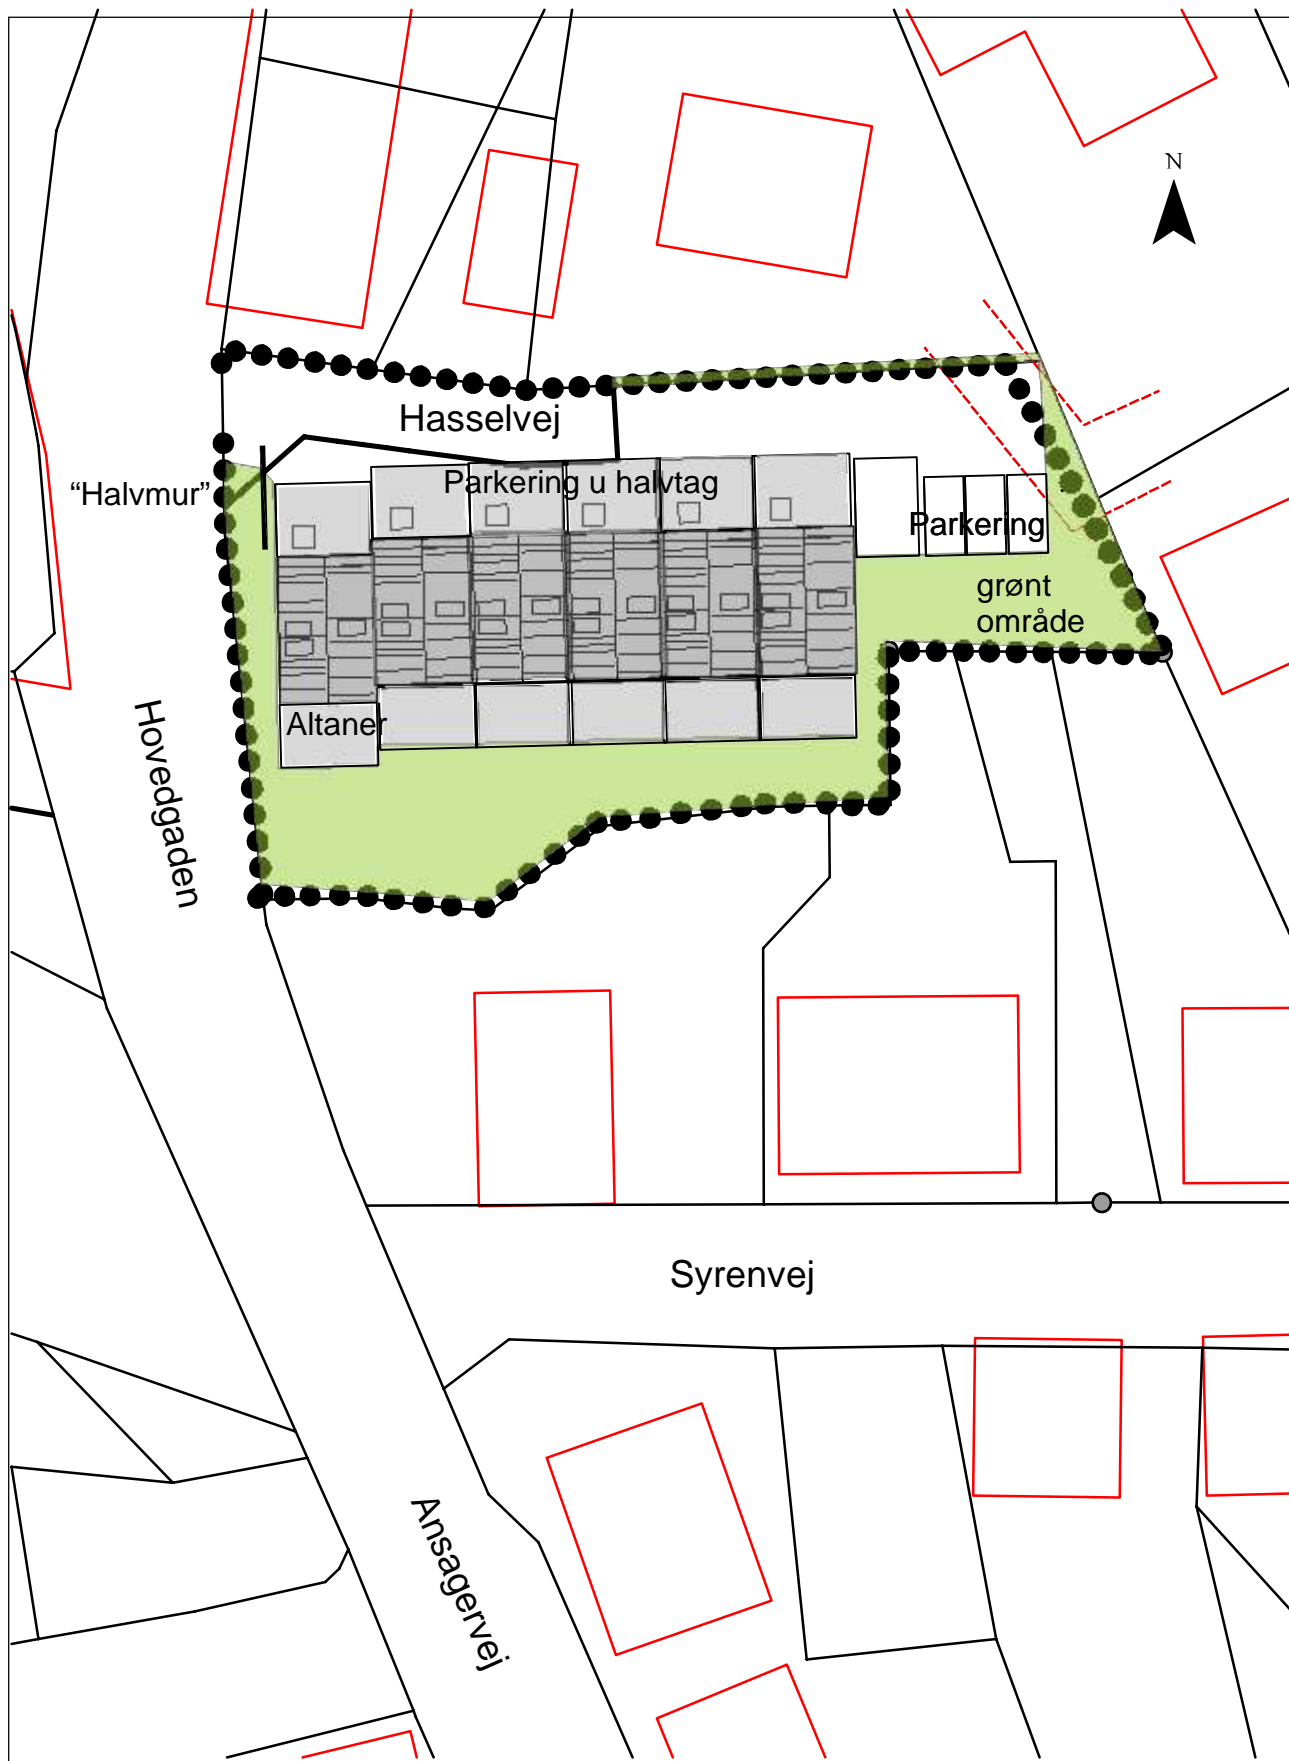 N
Hasselvej
Parkering u halvtag
“Halvmur”
Parkering
grønt
område
Altaner
Hovedgaden
Syrenvej
Ansagervej